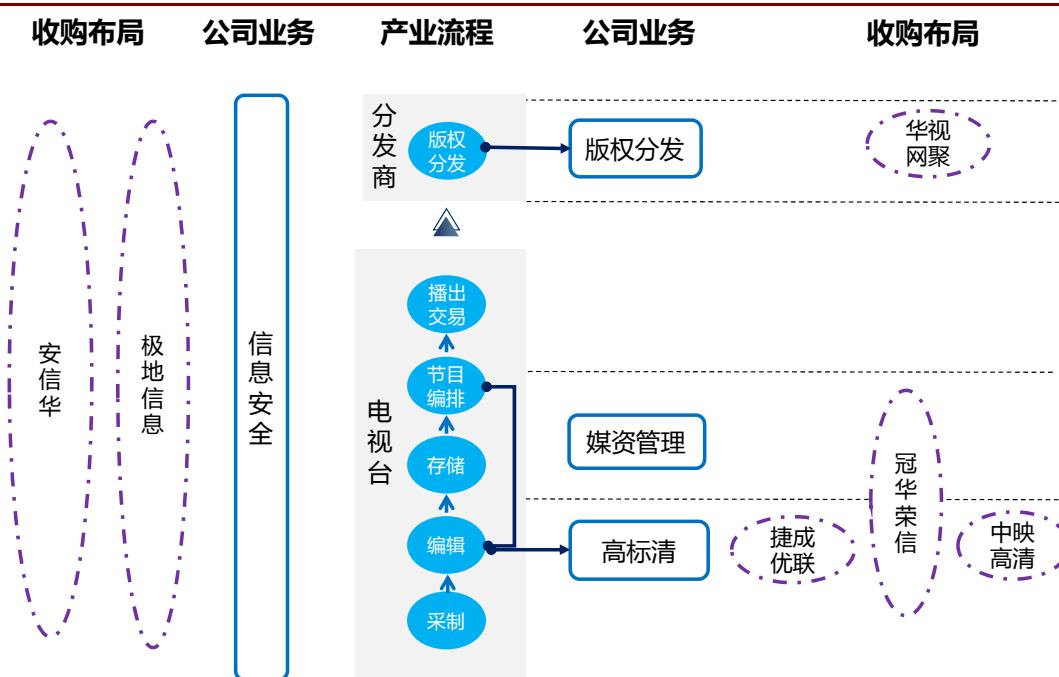 收购布局
公司业务
产业流程
公司业务
收购布局
分发商
版权
分发
版权分发
华视
网聚
播出
交易
节目
编排
电视台
存储
编辑
采制
媒资管理
高标清
捷成
优联
冠华荣信
中映
高清
安信华
极地信息
信息安全